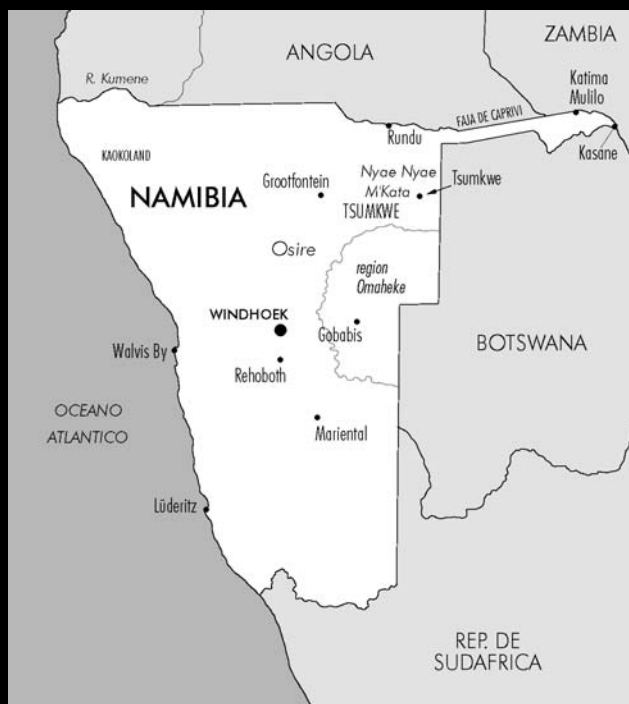 ZAMBIA
ANGOLA
R. Kumene
Katima
Mulilo
FAJA DE CAPRIVI
Rundu
Kasane
KAOKOLAND
Nyae Nyae
M'Kata
Tsumkwe
Grootfontein
TSUMKWE
NAMIBIA
Osire
region
Omaheke
WINDHOEK
Gobabis
BOTSWANA
Walvis By
Rehoboth
OCEANO
ATLANTICO
Mariental
Lüderitz
REP. DE
SUDAFRICA